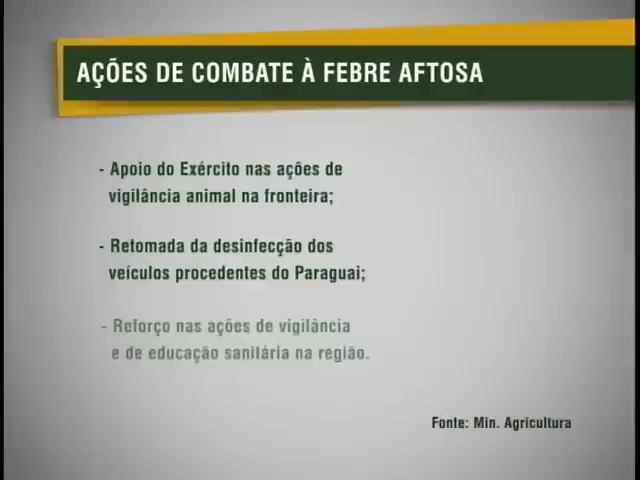 AÇÕES DE COMBATE À FEBRE AFTOSA
- Apoio do Exército nas ações de
vigilância animal na fronteira;
- Retomada da desinfecção dos
veículos procedentes do Paraguai;
- Reforço nas ações de vigilância
e de educação sanitária na região.
Fonte: Min. Agricultura